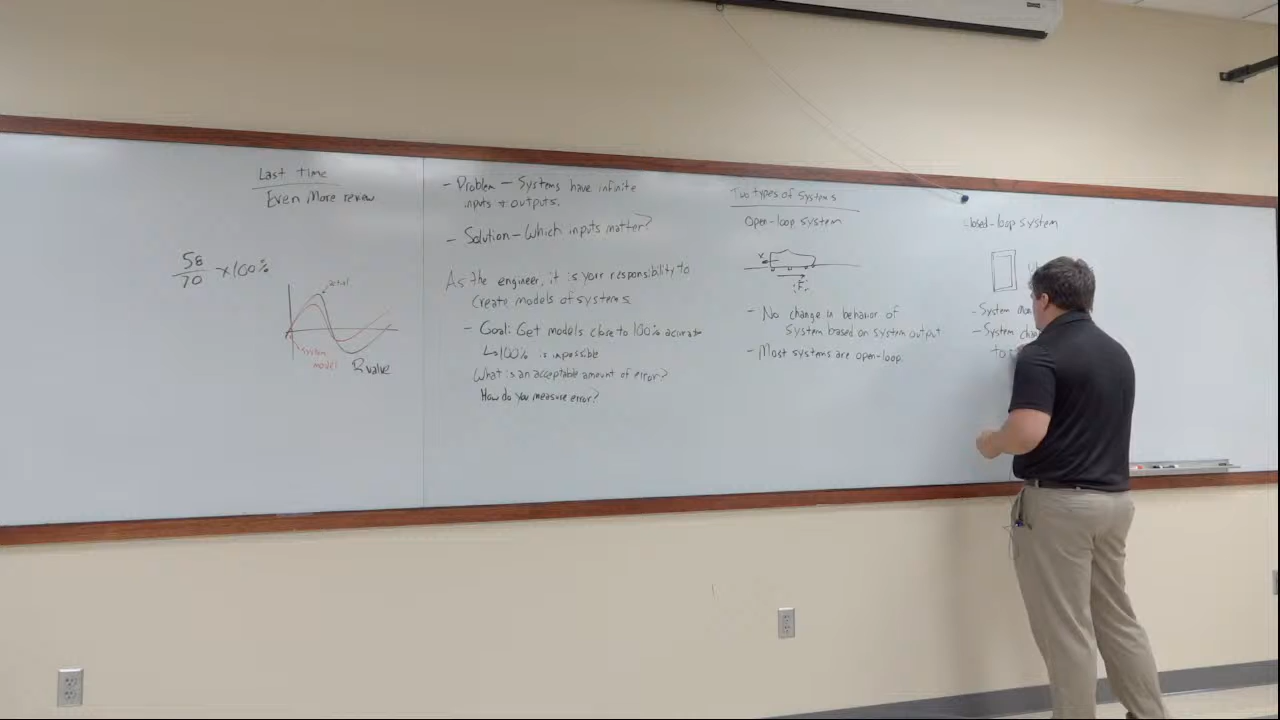 Last time
Even More review
58
70
x100%
actual
System
model
R value
- Problem - Systems have infinite
inputs + outputs.
- Solution - Which inputs matter?
As the engineer, it is your responsibility to
create models of systems.
- Goal: Get models close to 100% acurate
↳ 100% is impossible
What is an acceptable amount of error?
How do you measure error?
Two types of systems
Open-loop system
v
F
- No change in behavior of
system based on system output
- Most systems are open-loop.
closed-loop system
- System
- System
to